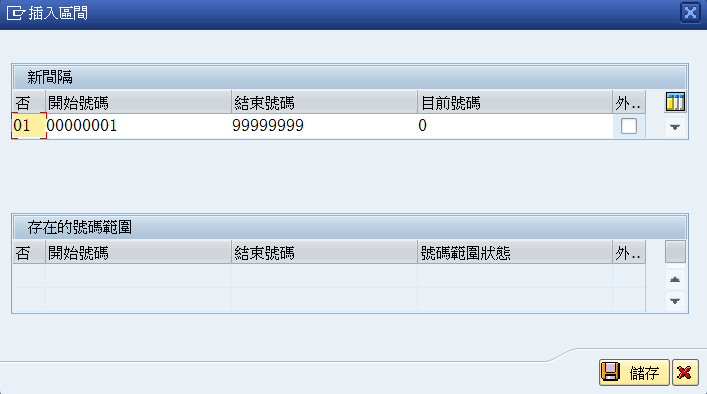 插入區間
新間隔
否 開始號碼 結束號碼 目前號碼 外..
01 00000001 99999999 0
存在的號碼範圍
否 開始號碼 結束號碼 號碼範圍狀態 外..
儲存